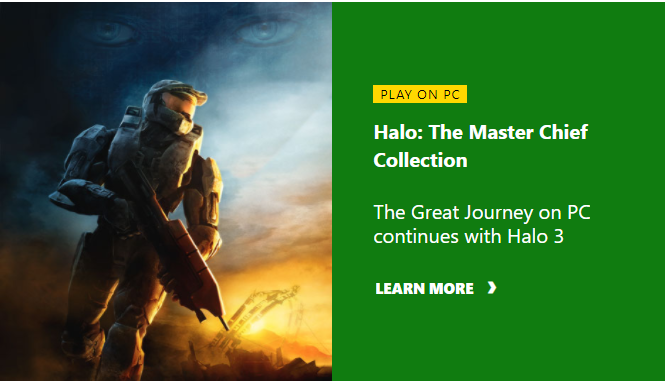 PLAY ON PC
Halo: The Master Chief
Collection
The Great Journey on PC
continues with Halo 3
LEARN MORE ❯